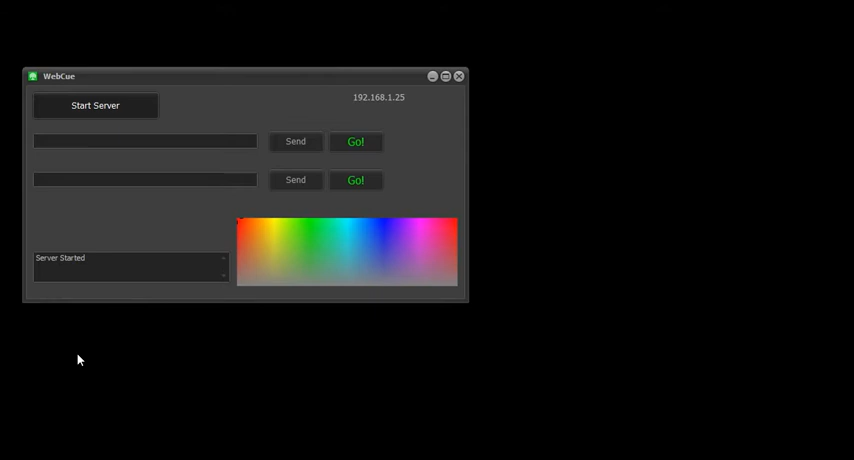 WebCue
Start Server
192.168.1.25
Send
Go!
Send
Go!
Server Started